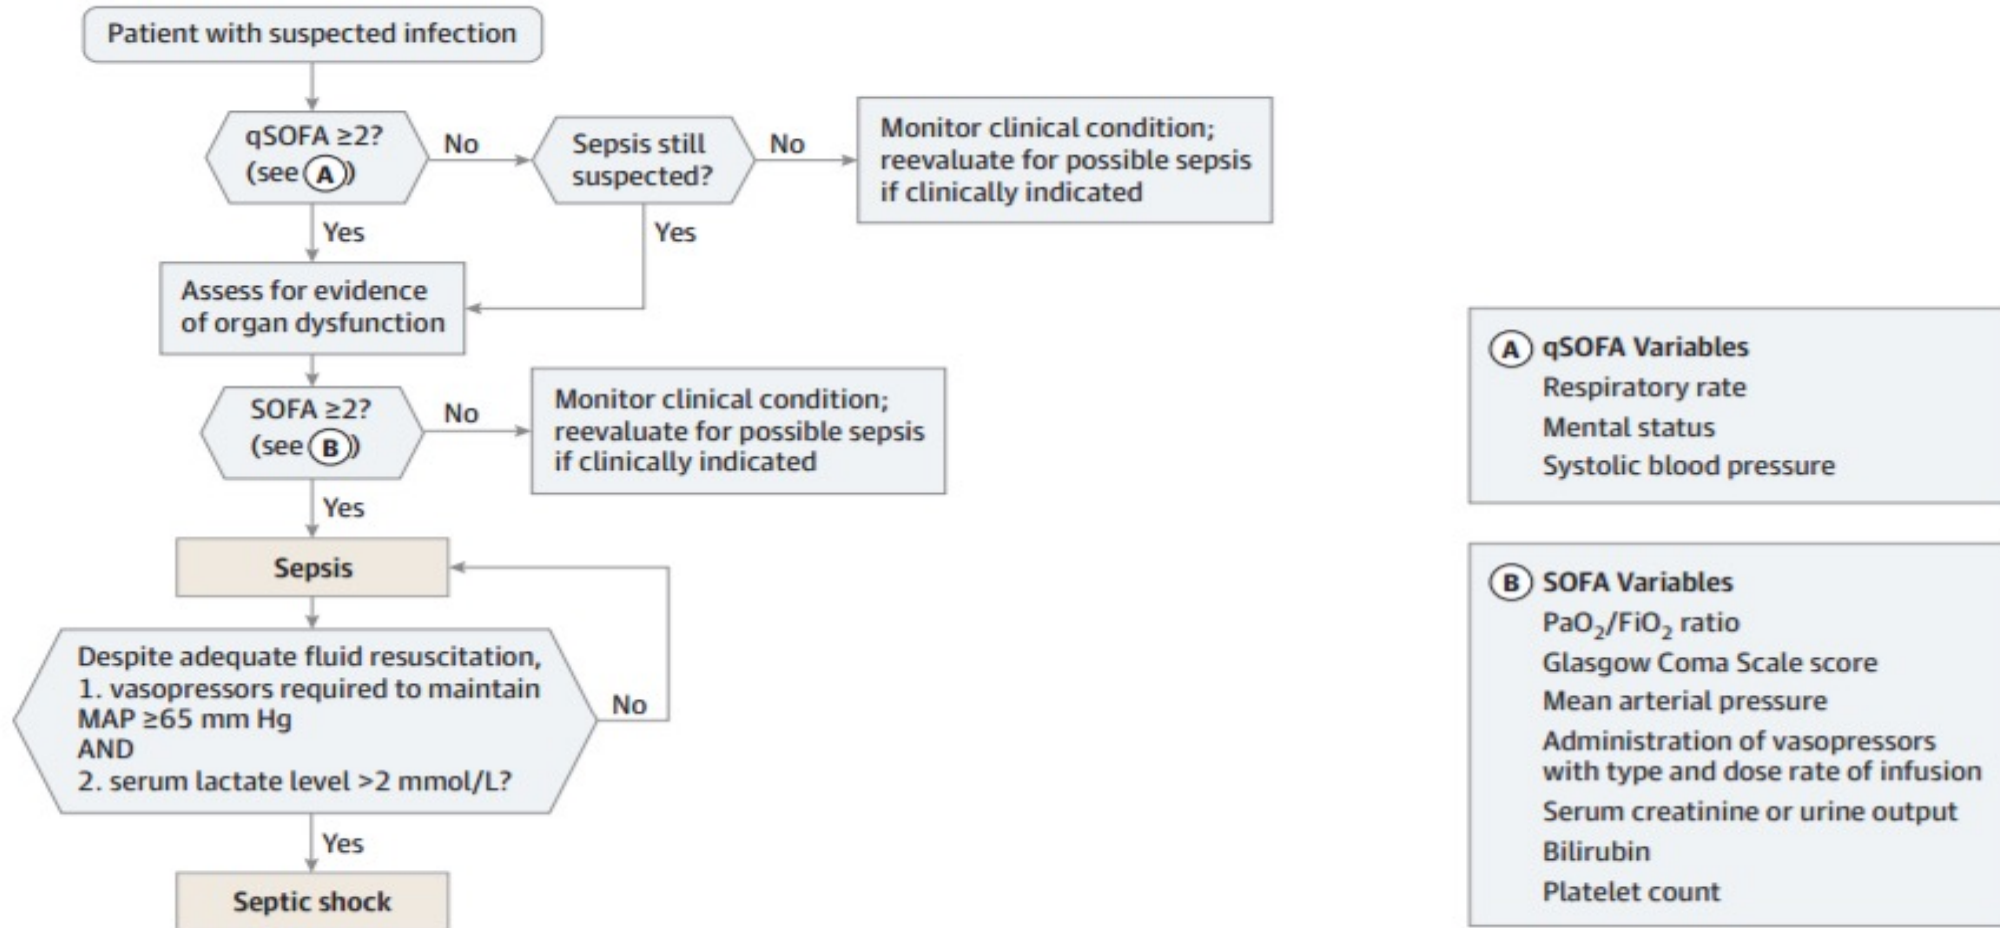 Patient with suspected infection
qSOFA ≥2?
(see A)
No
Sepsis still
suspected?
No
Monitor clinical condition;
reevaluate for possible sepsis
if clinically indicated
Yes
Yes
Assess for evidence
of organ dysfunction
SOFA ≥2?
(see B)
No
Monitor clinical condition;
reevaluate for possible sepsis
if clinically indicated
Yes
Sepsis
Despite adequate fluid resuscitation,
1. vasopressors required to maintain
MAP ≥65 mm Hg
AND
2. serum lactate level >2 mmol/L?
No
Yes
Septic shock
A qSOFA Variables
Respiratory rate
Mental status
Systolic blood pressure
B SOFA Variables
PaO₂/FiO₂ ratio
Glasgow Coma Scale score
Mean arterial pressure
Administration of vasopressors
with type and dose rate of infusion
Serum creatinine or urine output
Bilirubin
Platelet count